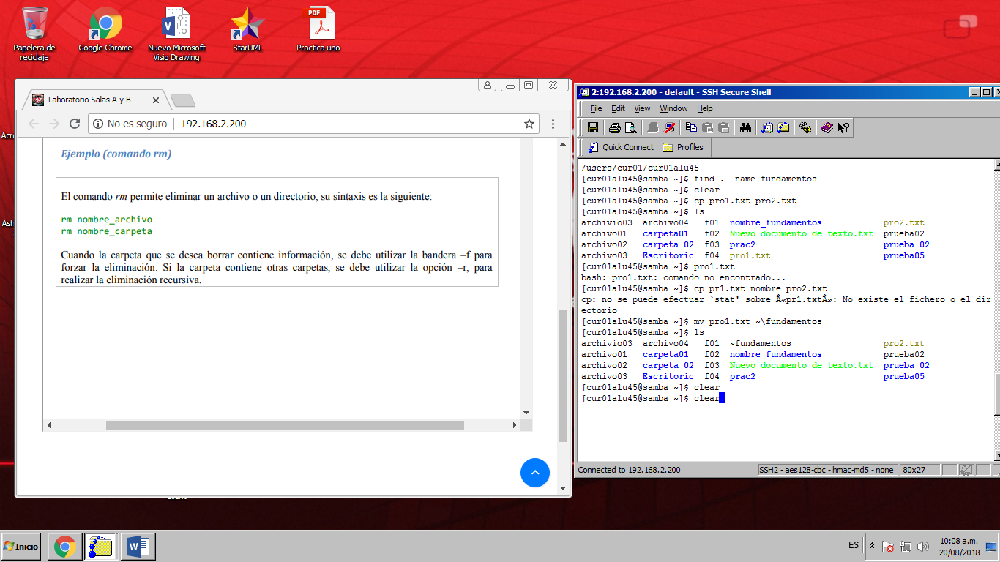 Papelera de
reciclaje
Google Chrome
Nuevo Microsoft
Visio Drawing
StarUML
PDF
Practica uno
Acro
Ash
Laboratorio Salas A y B
No es seguro
192.168.2.200
Ejemplo (comando rm)
El comando rm permite eliminar un archivo o un directorio, su sintaxis es la siguiente:
rm nombre_archivo
rm nombre_carpeta
Cuando la carpeta que se desea borrar contiene información, se debe utilizar la bandera –f para
forzar la eliminación. Si la carpeta contiene otras carpetas, se debe utilizar la opción –r, para
realizar la eliminación recursiva.
2:192.168.2.200 - default - SSH Secure Shell
File Edit View Window Help
Quick Connect Profiles
/users/cur01/cur01alu45
[cur01alu45@samba ~]$ find . -name fundamentos
[cur01alu45@samba ~]$ clear
[cur01alu45@samba ~]$ cp pro1.txt pro2.txt
[cur01alu45@samba ~]$ ls
archivio03 archivo04 f01 nombre_fundamentos pro2.txt
archivo01 carpeta01 f02 Nuevo documento de texto.txt prueba02
archivo02 carpeta 02 f03 prac2 prueba 02
archivo03 Escritorio f04 pro1.txt prueba05
[cur01alu45@samba ~]$ pro1.txt
bash: pro1.txt: comando no encontrado...
[cur01alu45@samba ~]$ cp pr1.txt nombre_pro2.txt
cp: no se puede efectuar `stat' sobre Â«pr1.txtÂ»: No existe el fichero o el dir
ectorio
[cur01alu45@samba ~]$ mv pro1.txt ~\fundamentos
[cur01alu45@samba ~]$ ls
archivio03 archivo04 f01 ~fundamentos pro2.txt
archivo01 carpeta01 f02 nombre_fundamentos prueba02
archivo02 carpeta 02 f03 Nuevo documento de texto.txt prueba 02
archivo03 Escritorio f04 prac2 prueba05
[cur01alu45@samba ~]$ clear
[cur01alu45@samba ~]$ clear
Connected to 192.168.2.200
SSH2 - aes128-cbc - hmac-md5 - none
80x27
Inicio
ES
10:08 a.m.
20/08/2018